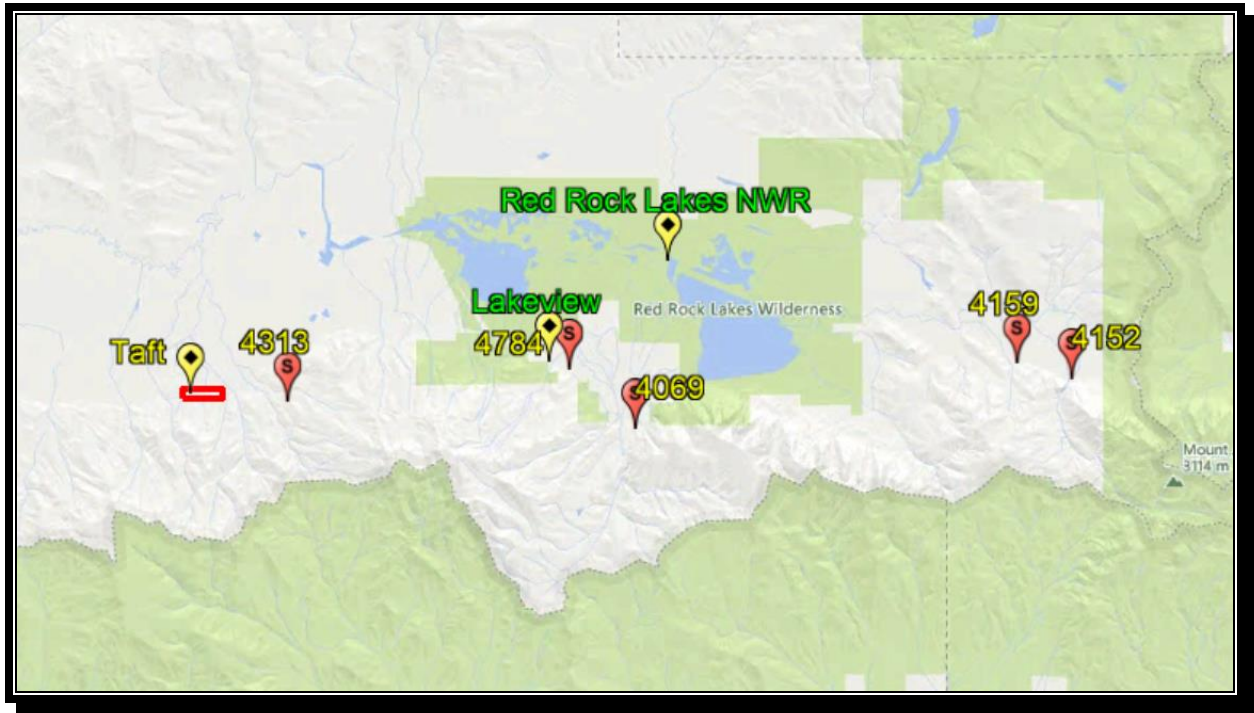 Red Rock Lakes NWR
Lakeview
Red Rock Lakes Wilderness
4159
Taft
4313
4784
S
4152
S
S
S
4069
S
S
Mount
3114 m